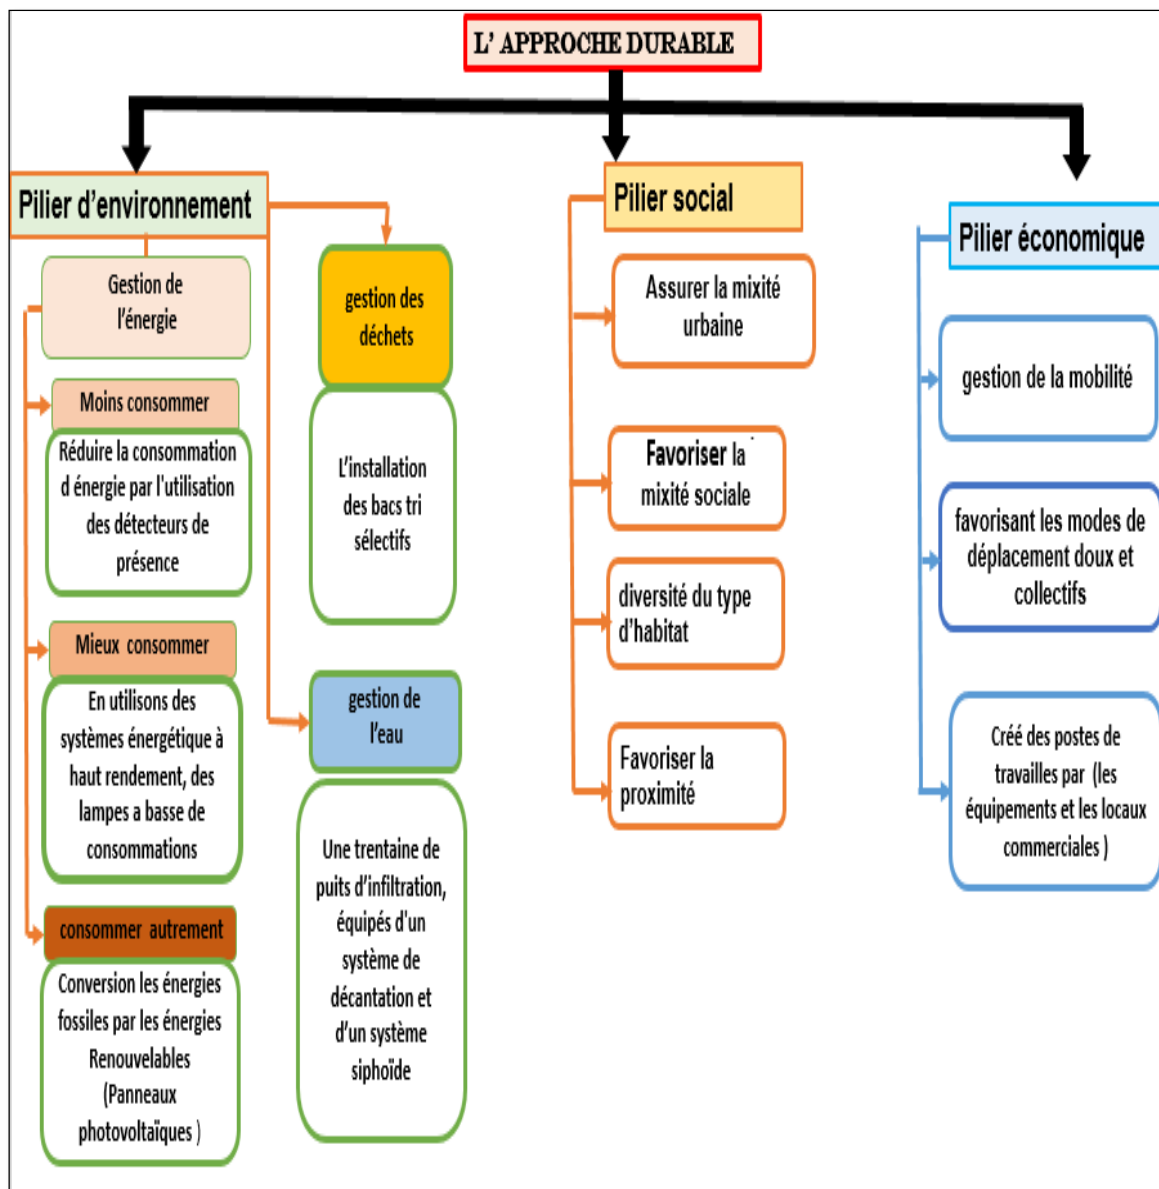 L' APPROCHE DURABLE
Pilier d'environnement
Gestion de
l'énergie
Moins consommer
Réduire la consommation
d énergie par l'utilisation
des détecteurs de
présence
Mieux consommer
En utilisons des
systèmes énergétique à
haut rendement, des
lampes a basse de
consommations
consommer autrement
Conversion les énergies
fossiles par les énergies
Renouvelables
(Panneaux
photovoltaïques )
gestion des
déchets
L'installation
des bacs tri
sélectifs
gestion de
l'eau
Une trentaine de
puits d'infiltration,
équipés d'un
système de
décantation et
d'un système
siphoïde
Pilier social
Assurer la mixité
urbaine
Favoriser la
mixité sociale
diversité du type
d'habitat
Favoriser la
proximité
Pilier économique
gestion de la mobilité
favorisant les modes de
déplacement doux et
collectifs
Créé des postes de
travailles par (les
équipements et les locaux
commerciales )